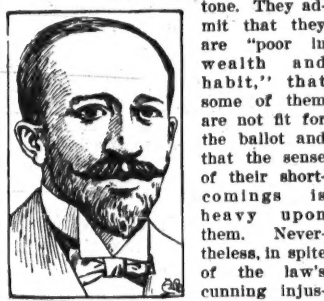 tone. They ad-
mit that they
are "poor in
wealth and
habit," that
some of them
are not fit for
the ballot and
that the sense
of their short-
comings is
heavy upon
them. Never-
theless, in spite
of the law's
cunning injus-